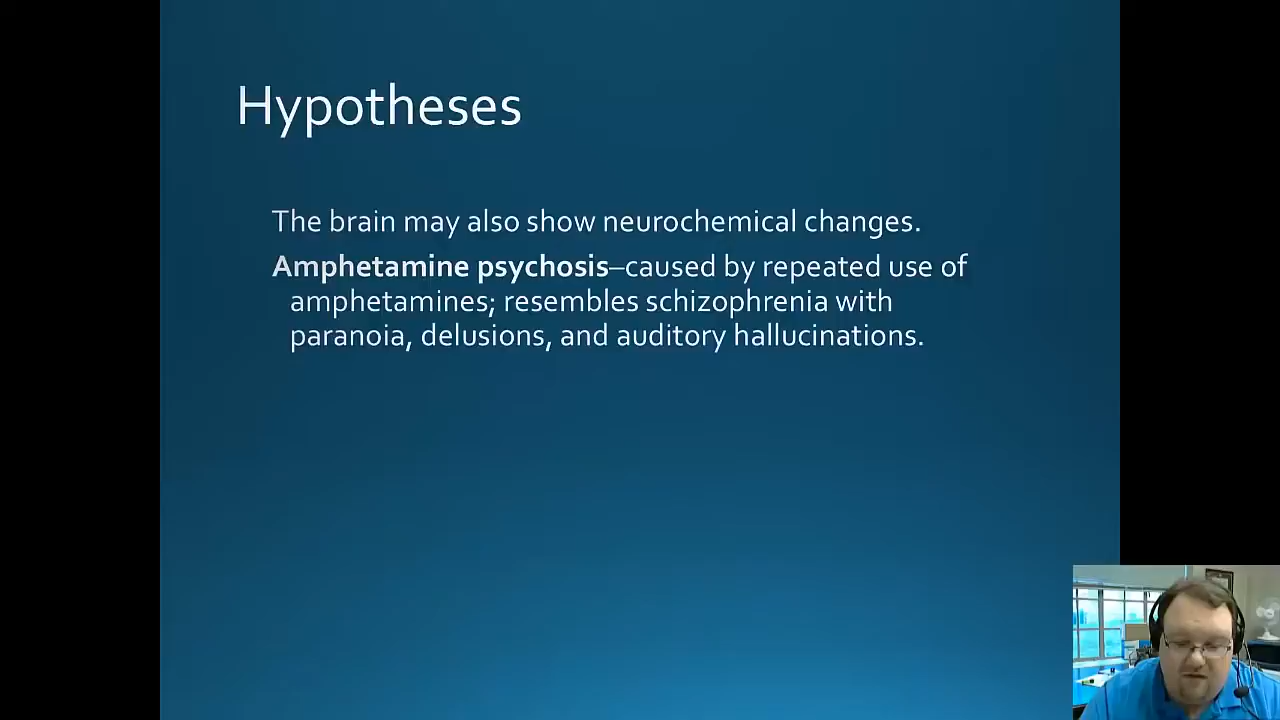 Hypotheses
The brain may also show neurochemical changes.
Amphetamine psychosis–caused by repeated use of
amphetamines; resembles schizophrenia with
paranoia, delusions, and auditory hallucinations.